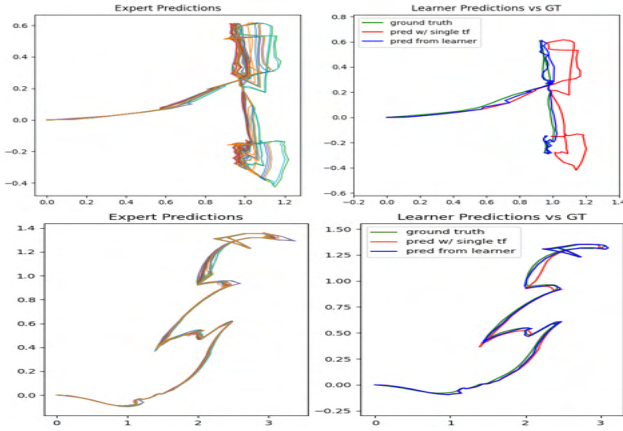 Expert Predictions
0.6
0.4
0.2
0.0
−0.2
−0.4
0.0 0.2 0.4 0.6 0.8 1.0 1.2
Learner Predictions vs GT
ground truth
pred w/ single tf
pred from learner
0.8
0.6
0.4
0.2
0.0
−0.2
−0.4
−0.6
0.0 0.2 0.4 0.6 0.8 1.0 1.2 1.4
Expert Predictions
1.4
1.2
1.0
0.8
0.6
0.4
0.2
0.0
0 1 2 3
Learner Predictions vs GT
ground truth
pred w/ single tf
pred from learner
1.50
1.25
1.00
0.75
0.50
0.25
0.00
−0.25
0 1 2 3